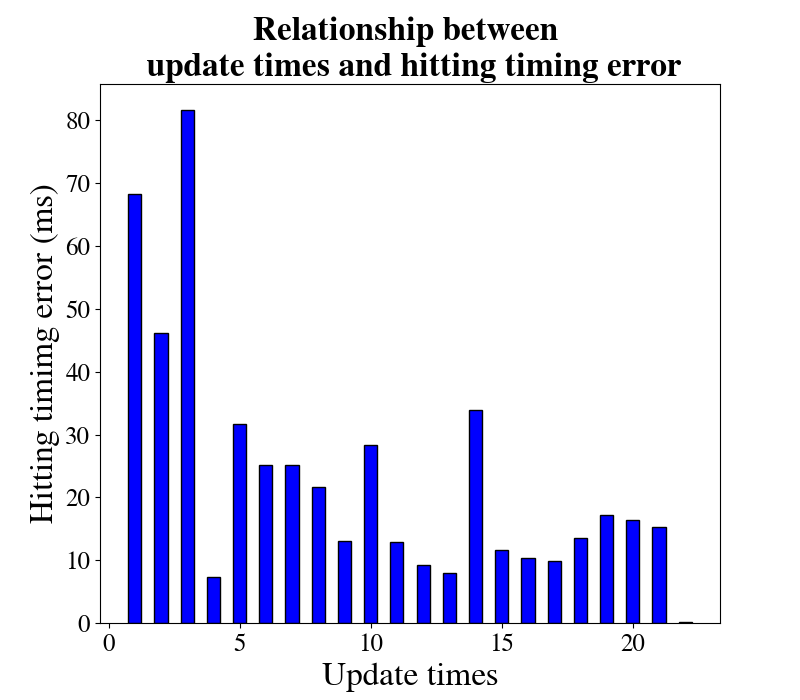 Relationship between
update times and hitting timing error
Hitting timimg error (ms)
80
70
60
50
40
30
20
10
0
0 5 10 15 20
Update times